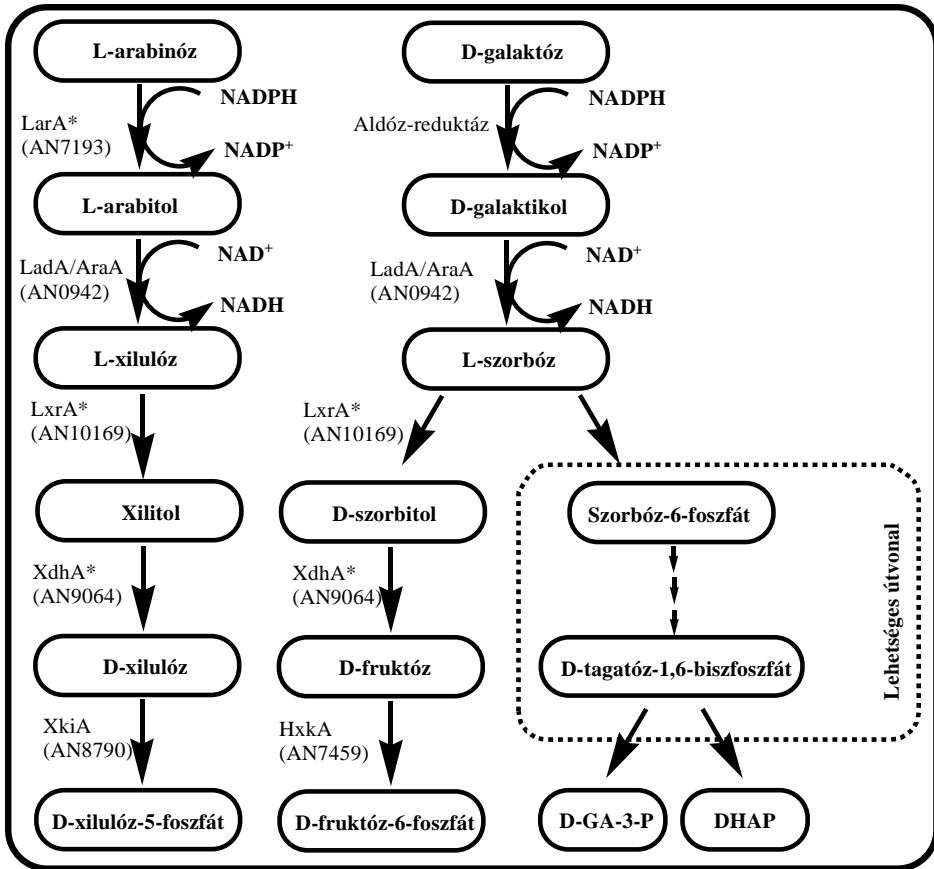 L-arabinóz
NADPH
LarA*
(AN7193)
NADP+
L-arabitol
NAD+
LadA/AraA
(AN0942)
NADH
L-xilulóz
LxrA*
(AN10169)
Xilitol
XdhA*
(AN9064)
D-xilulóz
XkiA
(AN8790)
D-xilulóz-5-foszfát
D-galaktóz
NADPH
Aldóz-reduktáz
NADP+
D-galaktikol
NAD+
LadA/AraA
(AN0942)
NADH
L-szorbóz
LxrA*
(AN10169)
D-szorbitol
XdhA*
(AN9064)
D-fruktóz
HxkA
(AN7459)
D-fruktóz-6-foszfát
Szorbóz-6-foszfát
D-tagatóz-1,6-biszfoszfát
Lehetséges útvonal
D-GA-3-P
DHAP